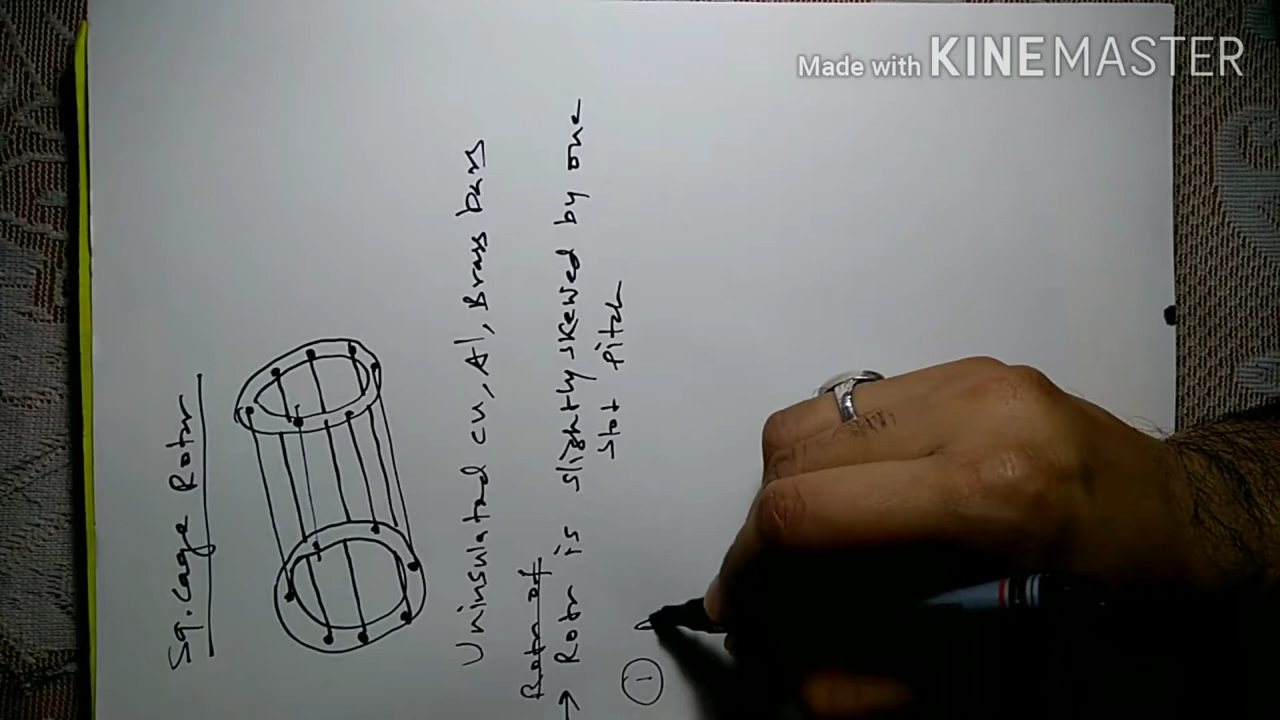 Made with KINEMASTER
Sq. Cage Rotor
Uninsulated cu, Al, Brass bars
Rotor of
→ Rotor is slightly skewed by one
slot pitch
①